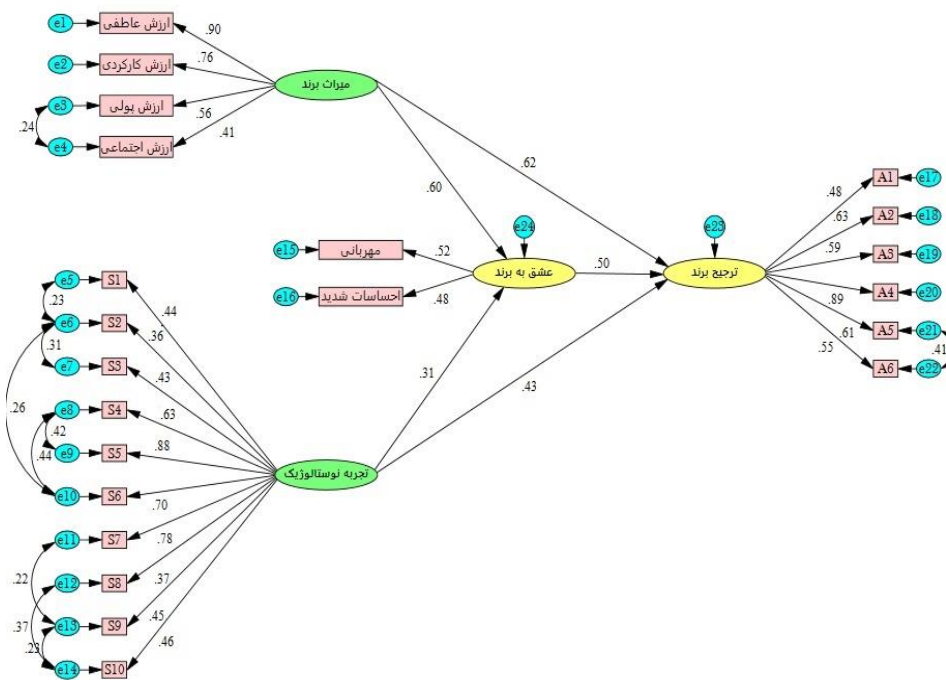 e1
ارزش عاطفی
.90
e2
ارزش کارکردی
.76
میراث برند
e3
ارزش پولی
.56
.24
e4
ارزش اجتماعی
.41
.62
.60
e17
A1
.48
e18
A2
.63
e19
A3
.59
e20
A4
.89
e21
A5
.61
e22
A6
.55
.41
e24
e23
e15
مهربانی
.52
عشق به برند
.50
ترجیح برند
e16
احساسات شدید
.48
e5
S1
.44
.23
e6
S2
.36
.31
e7
S3
.43
.31
.43
.26
e8
S4
.63
.42
e9
S5
.88
.44
تجربه نوستالوژیک
e10
S6
.70
e11
S7
.78
.22
e12
S8
.37
.37
e13
S9
.45
.23
e14
S10
.46